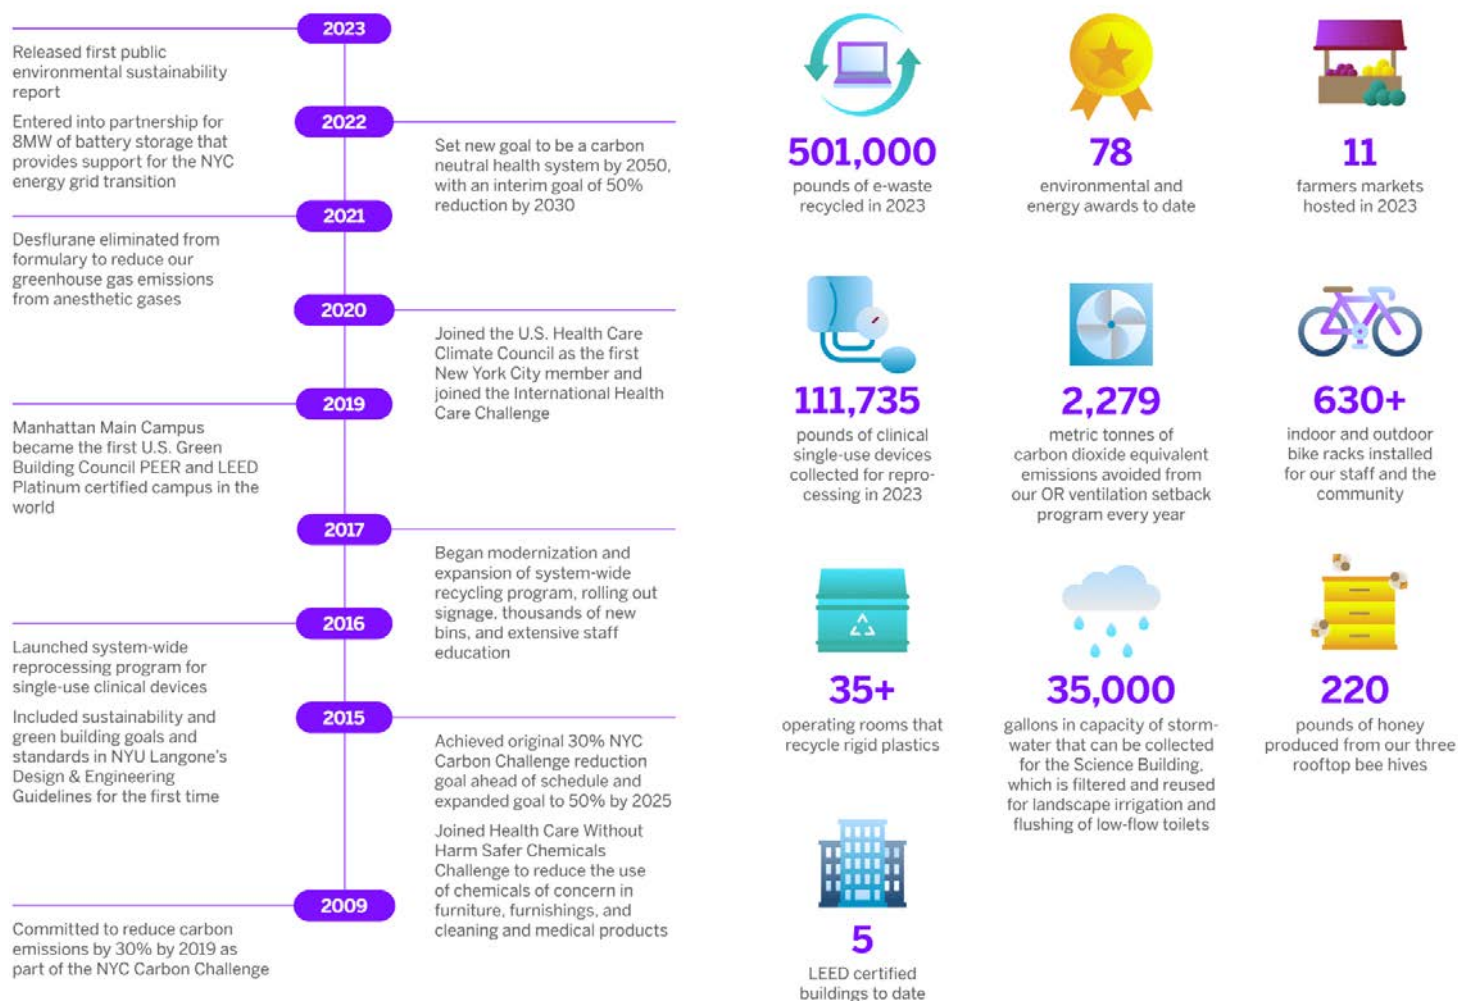 2023
Released first public
environmental sustainability
report
Entered into partnership for
8MW of battery storage that
provides support for the NYC
energy grid transition
2022
Set new goal to be a carbon
neutral health system by 2050,
with an interim goal of 50%
reduction by 2030
2021
Desflurane eliminated from
formulary to reduce our
greenhouse gas emissions
from anesthetic gases
2020
Joined the U.S. Health Care
Climate Council as the first
New York City member and
joined the International Health
Care Challenge
2019
Manhattan Main Campus
became the first U.S. Green
Building Council PEER and LEED
Platinum certified campus in the
world
2017
Began modernization and
expansion of system-wide
recycling program, rolling out
signage, thousands of new
bins, and extensive staff
education
2016
Launched system-wide
reprocessing program for
single-use clinical devices
Included sustainability and
green building goals and
standards in NYU Langone's
Design & Engineering
Guidelines for the first time
2015
Achieved original 30% NYC
Carbon Challenge reduction
goal ahead of schedule and
expanded goal to 50% by 2025
Joined Health Care Without
Harm Safer Chemicals
Challenge to reduce the use
of chemicals of concern in
furniture, furnishings, and
cleaning and medical products
2009
Committed to reduce carbon
emissions by 30% by 2019 as
part of the NYC Carbon Challenge
501,000
pounds of e-waste
recycled in 2023
78
environmental and
energy awards to date
11
farmers markets
hosted in 2023
111,735
pounds of clinical
single-use devices
collected for repro-
cessing in 2023
2,279
metric tonnes of
carbon dioxide equivalent
emissions avoided from
our OR ventilation setback
program every year
630+
indoor and outdoor
bike racks installed
for our staff and the
community
35+
operating rooms that
recycle rigid plastics
35,000
gallons in capacity of storm-
water that can be collected
for the Science Building,
which is filtered and reused
for landscape irrigation and
flushing of low-flow toilets
220
pounds of honey
produced from our three
rooftop bee hives
5
LEED certified
buildings to date